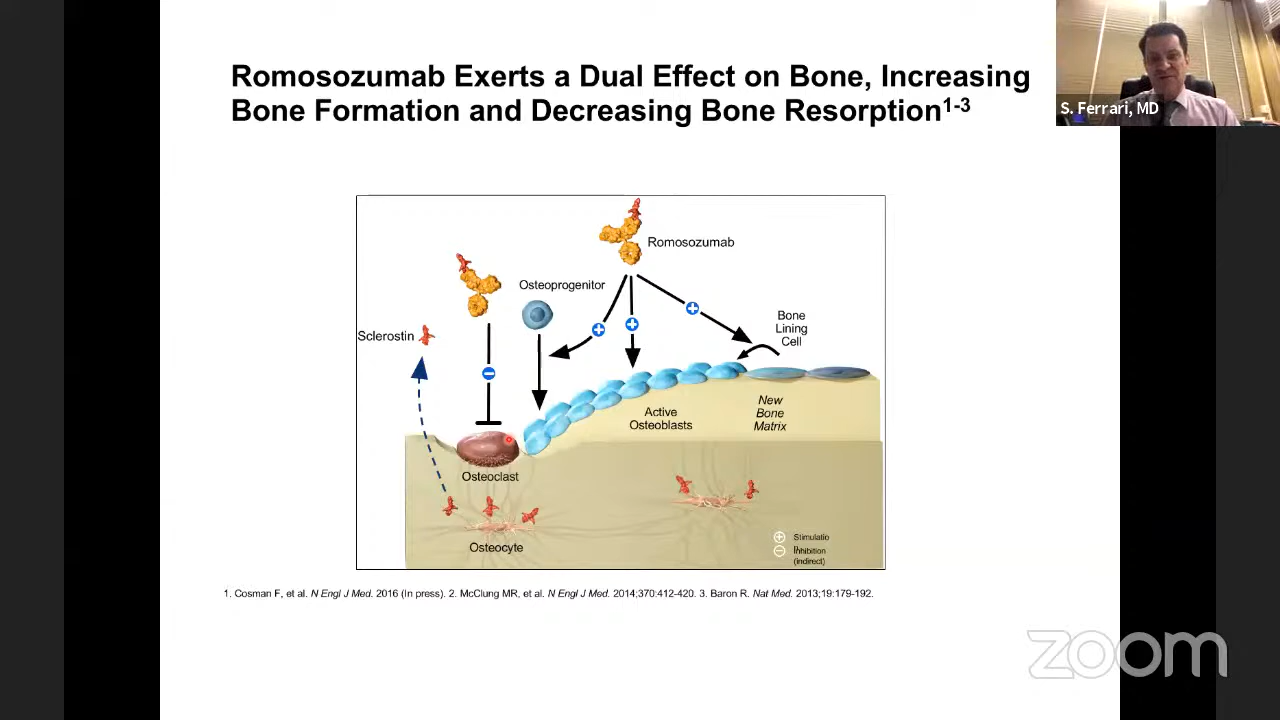 Romosozumab Exerts a Dual Effect on Bone, Increasing
Bone Formation and Decreasing Bone Resorption1-3
S. Ferrari, MD
Romosozumab
Osteoprogenitor
Sclerostin
Bone
Lining
Cell
Active
Osteoblasts
New
Bone
Matrix
Osteoclast
Osteocyte
Stimulatio
n
Inhibition
(indirect)
1. Cosman F, et al. N Engl J Med. 2016 (In press). 2. McClung MR, et al. N Engl J Med. 2014;370:412-420. 3. Baron R. Nat Med. 2013;19:179-192.
zoom